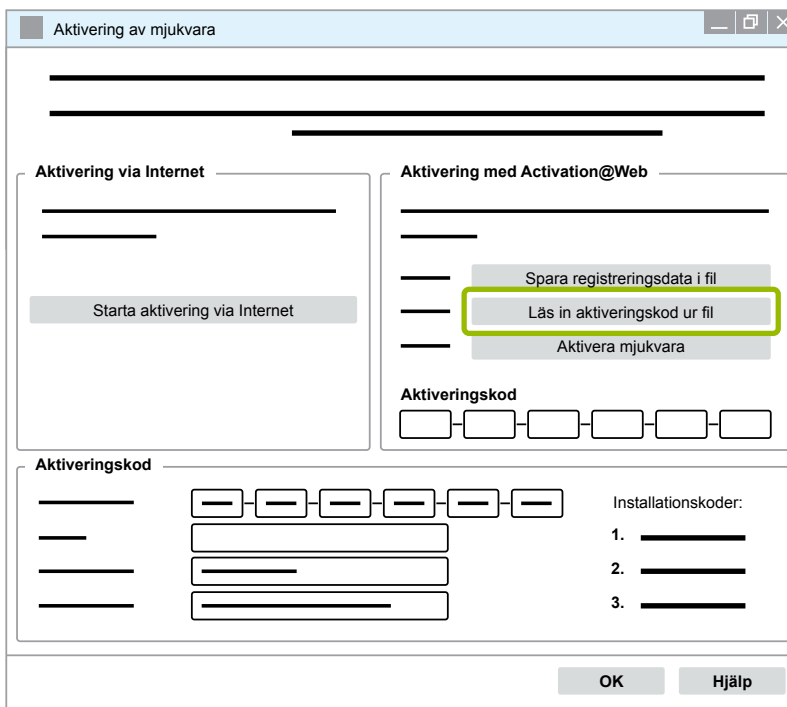 Aktivering av mjukvara
Aktivering via Internet
Starta aktivering via Internet
Aktivering med Activation@Web
Spara registreringsdata i fil
Läs in aktiveringskod ur fil
Aktivera mjukvara
Aktiveringskod
Aktiveringskod
Installationskoder:
1.
2.
3.
OK
Hjälp